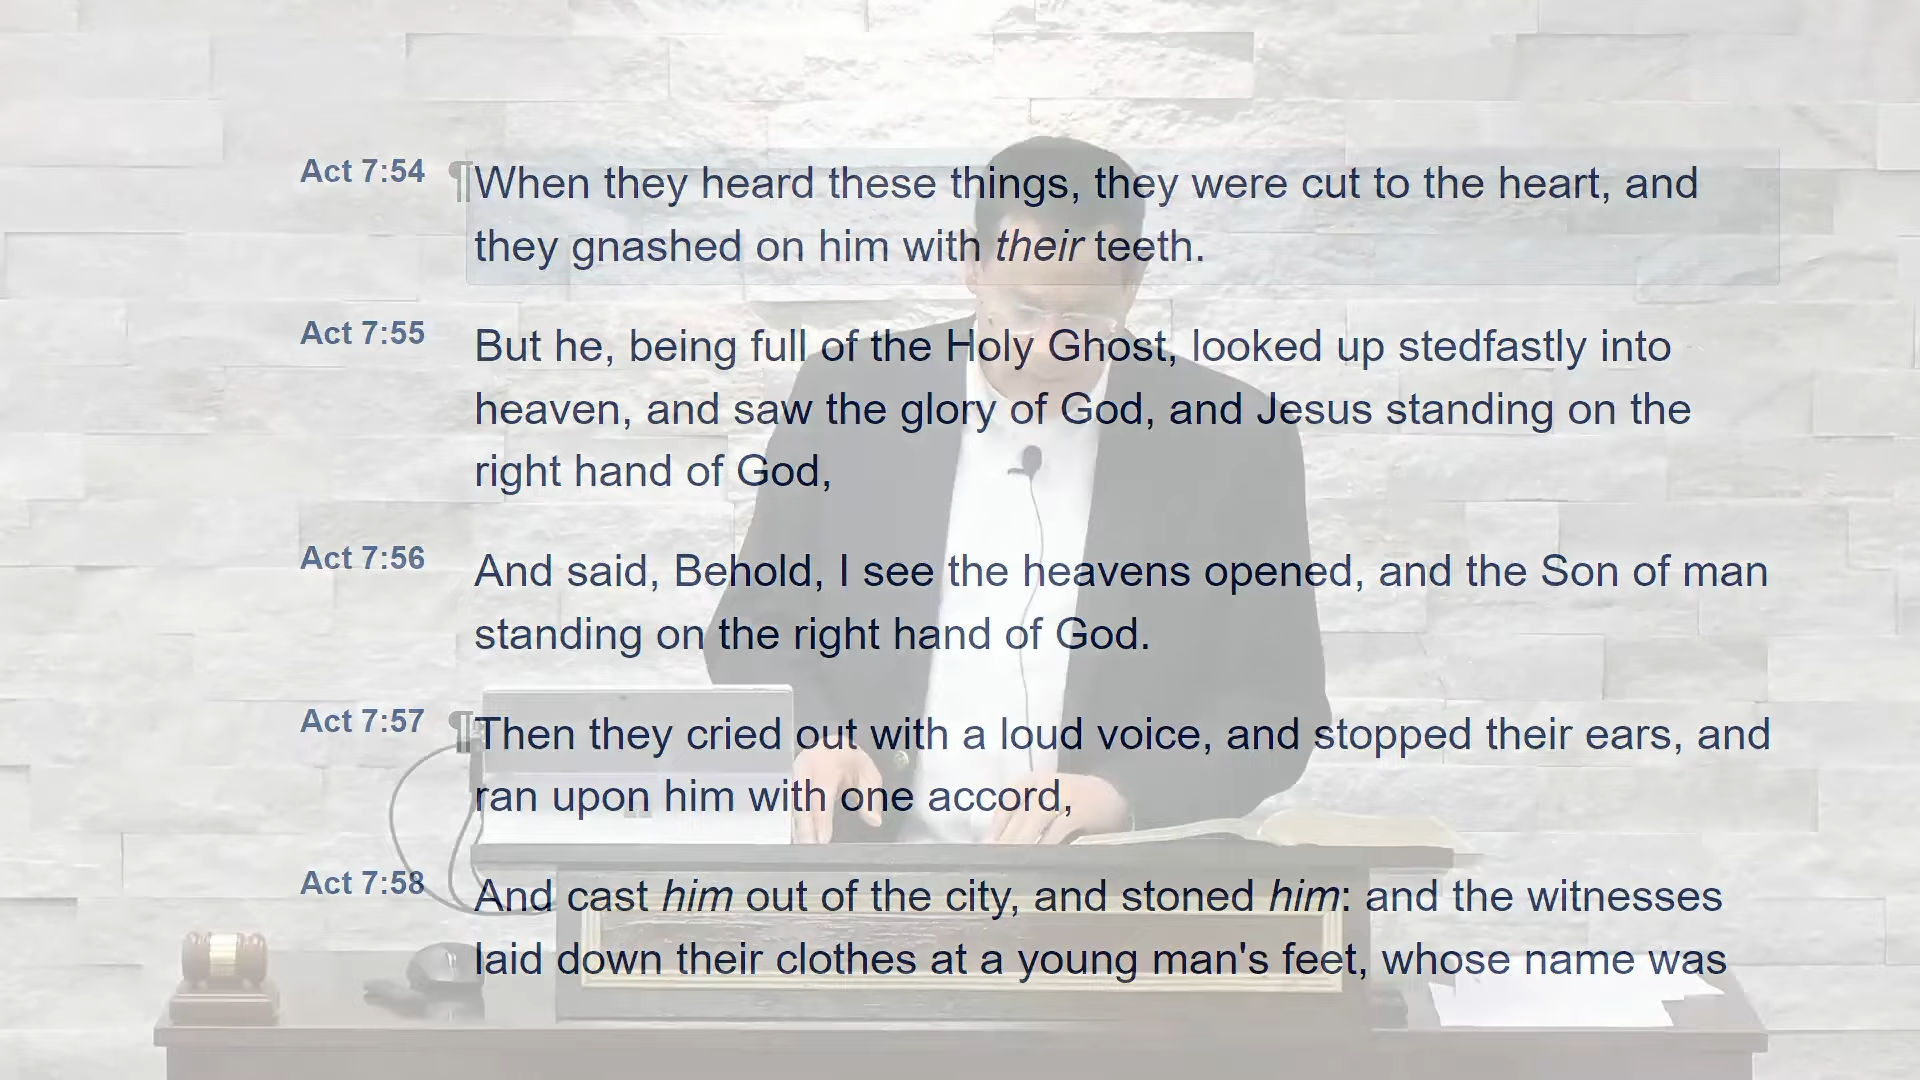 Act 7:54 ¶When they heard these things, they were cut to the heart, and
they gnashed on him with their teeth.
Act 7:55 But he, being full of the Holy Ghost, looked up stedfastly into
heaven, and saw the glory of God, and Jesus standing on the
right hand of God,
Act 7:56 And said, Behold, I see the heavens opened, and the Son of man
standing on the right hand of God.
Act 7:57 ¶Then they cried out with a loud voice, and stopped their ears, and
ran upon him with one accord,
Act 7:58 And cast him out of the city, and stoned him: and the witnesses
laid down their clothes at a young man's feet, whose name was